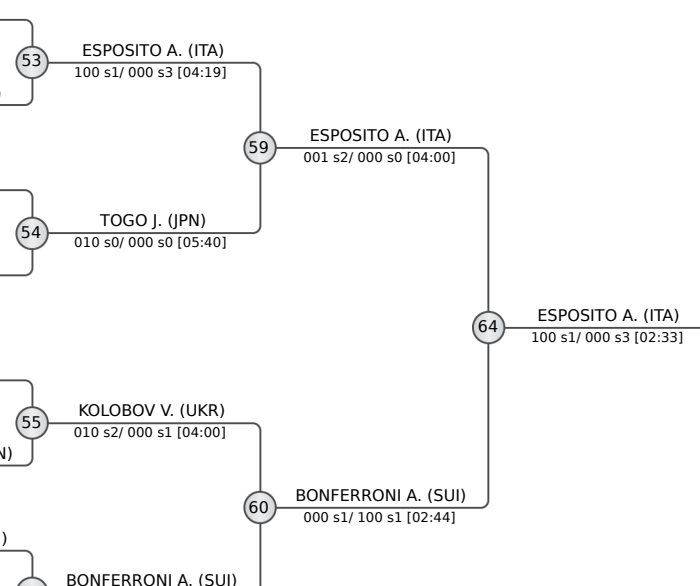 53
ESPOSITO A. (ITA)
100 s1/ 000 s3 [04:19]
)
59
ESPOSITO A. (ITA)
001 s2/ 000 s0 [04:00]
54
TOGO J. (JPN)
010 s0/ 000 s0 [05:40]
64
ESPOSITO A. (ITA)
100 s1/ 000 s3 [02:33]
55
KOLOBOV V. (UKR)
010 s2/ 000 s1 [04:00]
N)
60
BONFERRONI A. (SUI)
000 s1/ 100 s1 [02:44]
)
BONFERRONI A. (SUI)